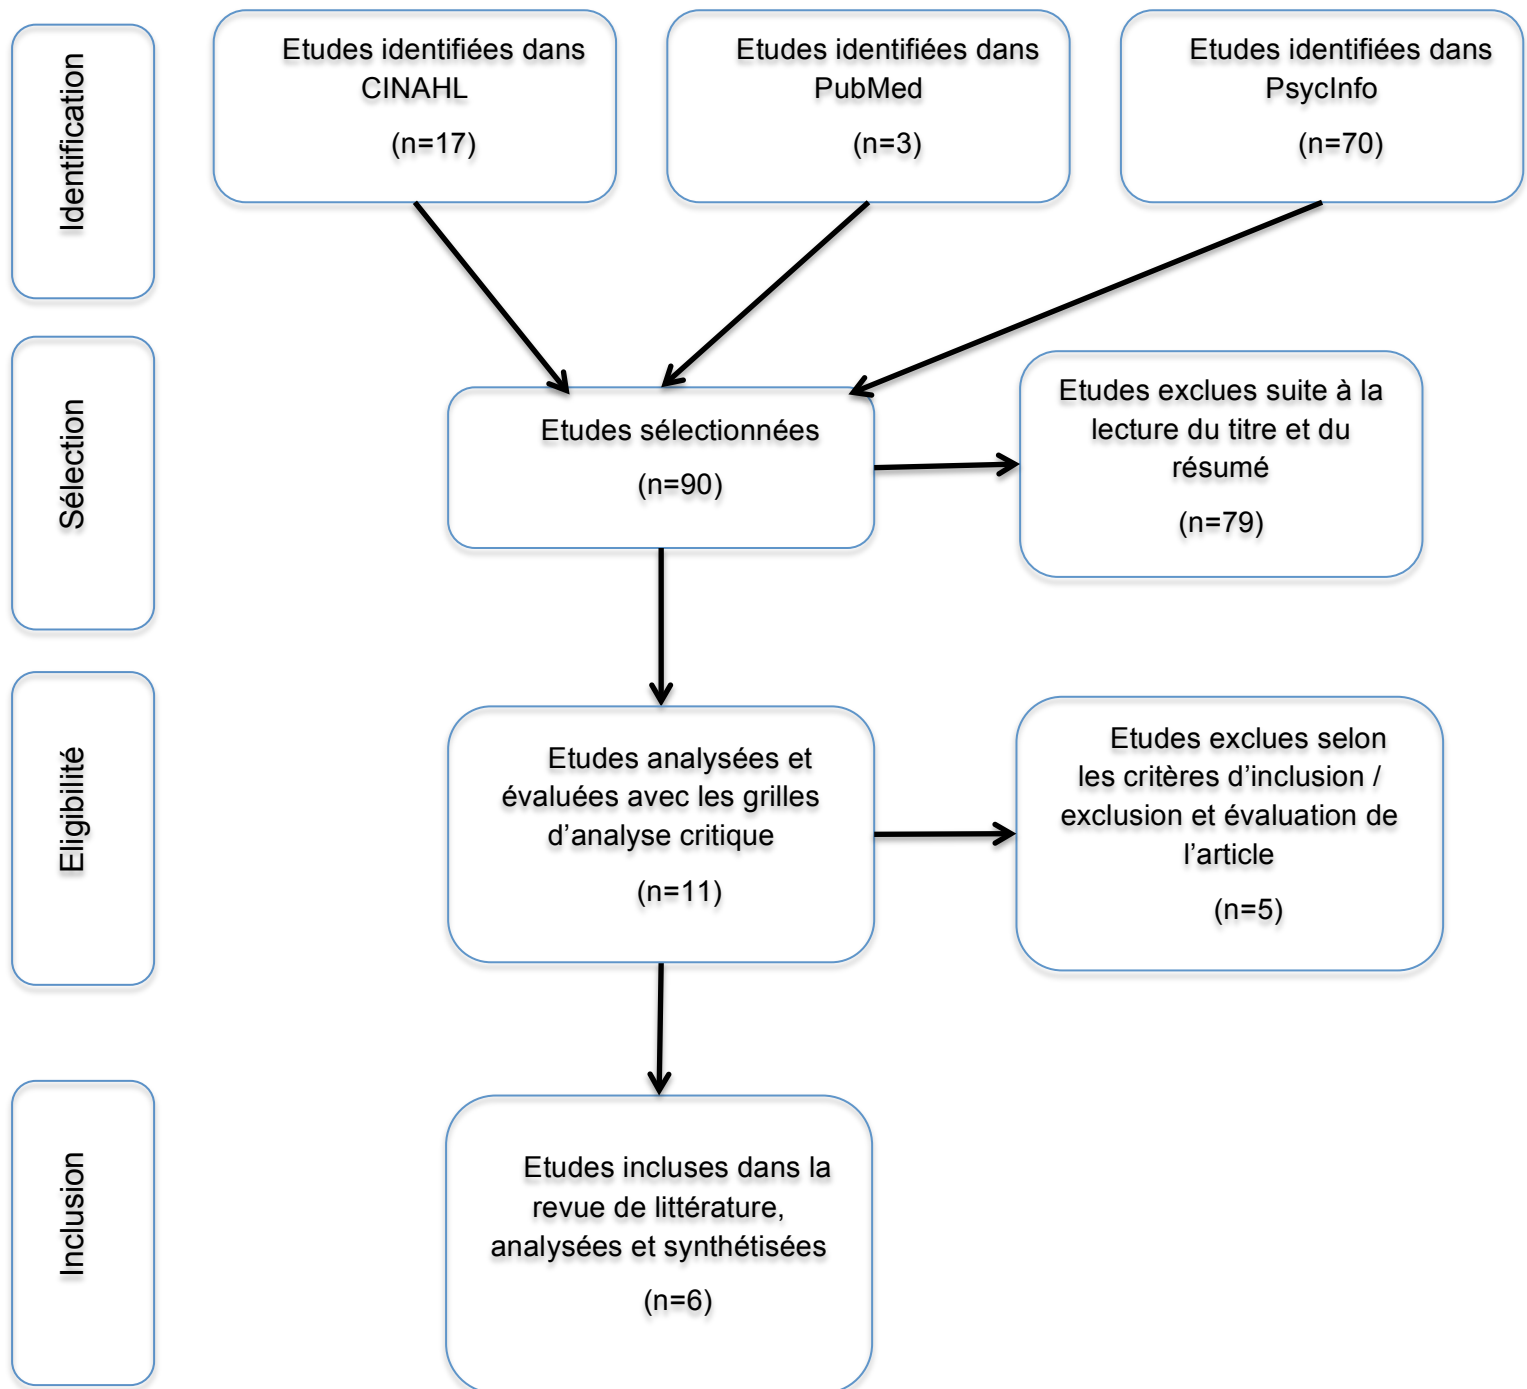 Identification
Etudes identifiées dans
CINAHL
(n=17)
Etudes identifiées dans
PubMed
(n=3)
Etudes identifiées dans
PsycInfo
(n=70)
Sélection
Etudes sélectionnées
(n=90)
Etudes exclues suite à la
lecture du titre et du
résumé
(n=79)
Eligibilité
Etudes analysées et
évaluées avec les grilles
d’analyse critique
(n=11)
Etudes exclues selon
les critères d’inclusion /
exclusion et évaluation de
l’article
(n=5)
Inclusion
Etudes incluses dans la
revue de littérature,
analysées et synthétisées
(n=6)